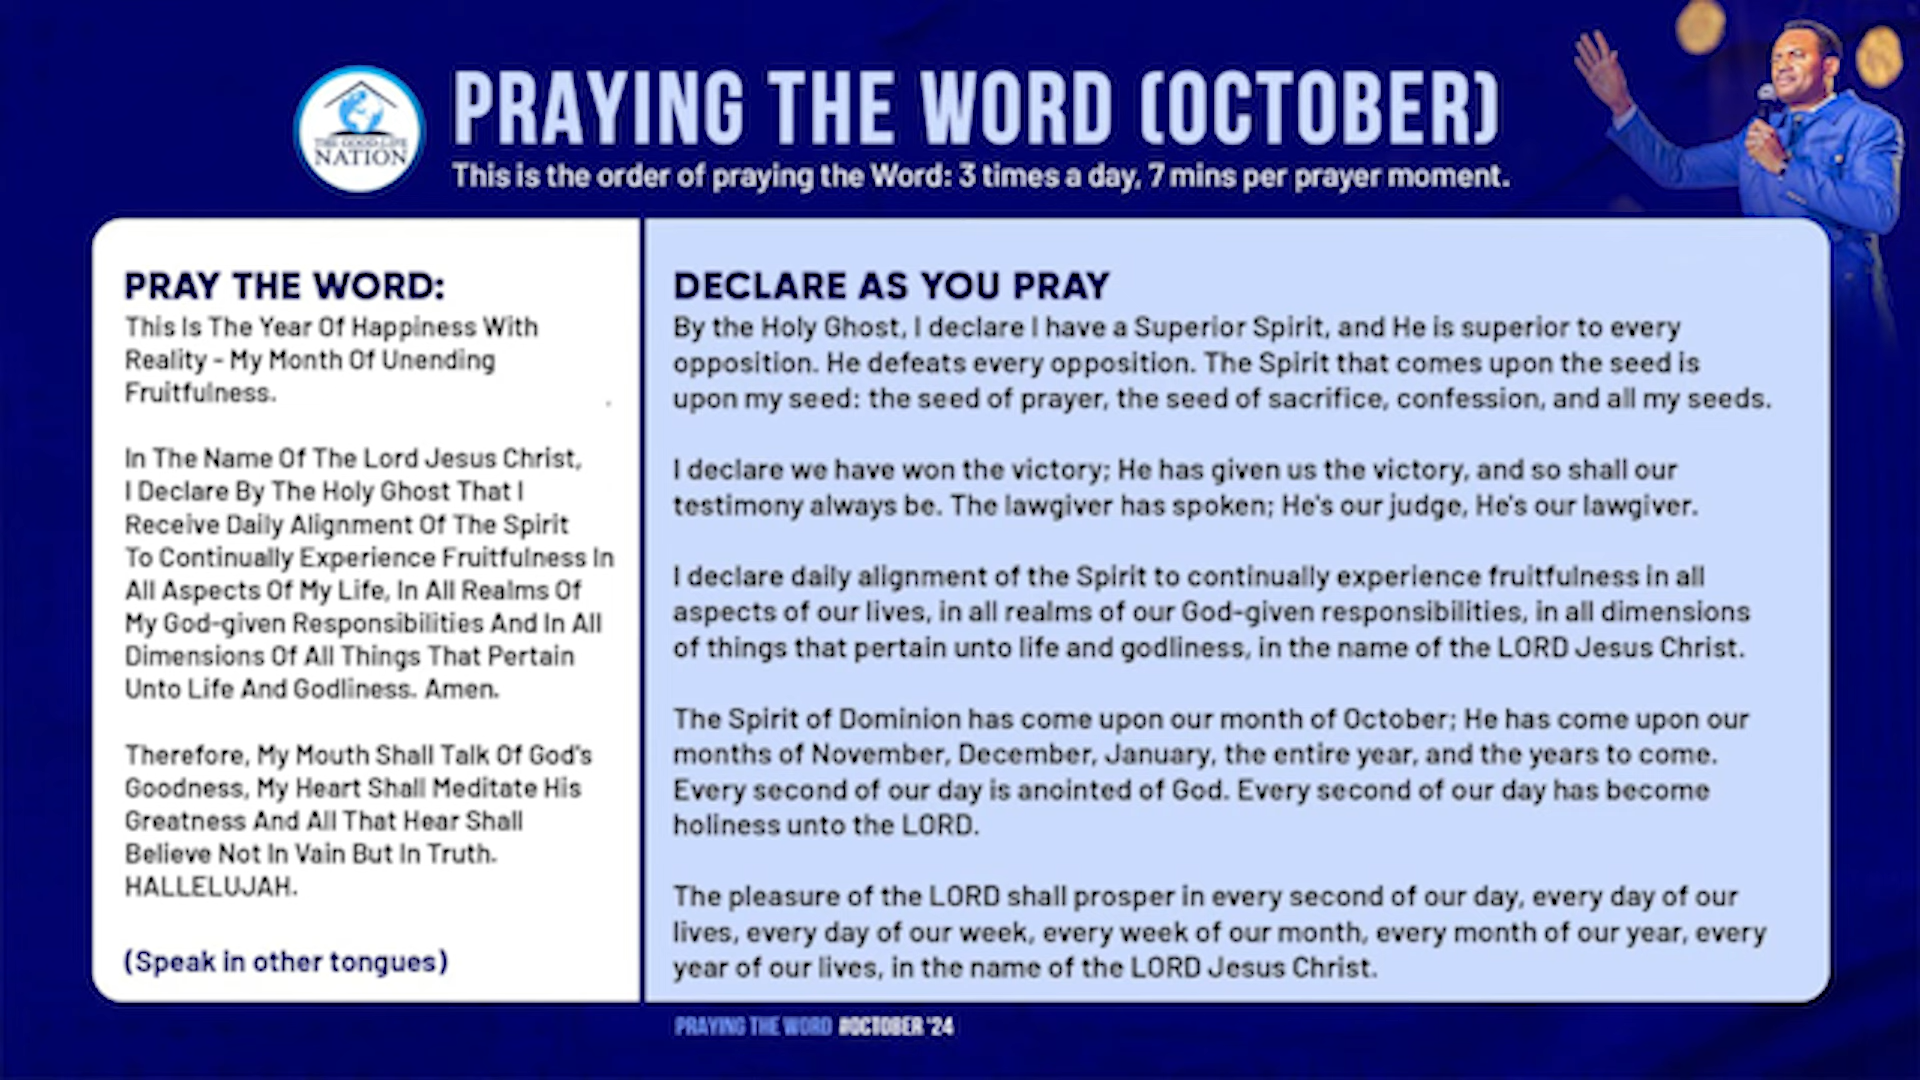 THE GOOD LIFE
NATION
PRAYING THE WORD (OCTOBER)
This is the order of praying the Word: 3 times a day, 7 mins per prayer moment.
PRAY THE WORD:
This Is The Year Of Happiness With
Reality - My Month Of Unending
Fruitfulness.
In The Name Of The Lord Jesus Christ,
I Declare By The Holy Ghost That I
Receive Daily Alignment Of The Spirit
To Continually Experience Fruitfulness In
All Aspects Of My Life, In All Realms Of
My God-given Responsibilities And In All
Dimensions Of All Things That Pertain
Unto Life And Godliness. Amen.
Therefore, My Mouth Shall Talk Of God's
Goodness, My Heart Shall Meditate His
Greatness And All That Hear Shall
Believe Not In Vain But In Truth.
HALLELUJAH.
(Speak in other tongues)
DECLARE AS YOU PRAY
By the Holy Ghost, I declare I have a Superior Spirit, and He is superior to every
opposition. He defeats every opposition. The Spirit that comes upon the seed is
upon my seed: the seed of prayer, the seed of sacrifice, confession, and all my seeds.
I declare we have won the victory; He has given us the victory, and so shall our
testimony always be. The lawgiver has spoken; He's our judge, He's our lawgiver.
I declare daily alignment of the Spirit to continually experience fruitfulness in all
aspects of our lives, in all realms of our God-given responsibilities, in all dimensions
of things that pertain unto life and godliness, in the name of the LORD Jesus Christ.
The Spirit of Dominion has come upon our month of October; He has come upon our
months of November, December, January, the entire year, and the years to come.
Every second of our day is anointed of God. Every second of our day has become
holiness unto the LORD.
The pleasure of the LORD shall prosper in every second of our day, every day of our
lives, every day of our week, every week of our month, every month of our year, every
year of our lives, in the name of the LORD Jesus Christ.
PRAYING THE WORD #OCTOBER '24